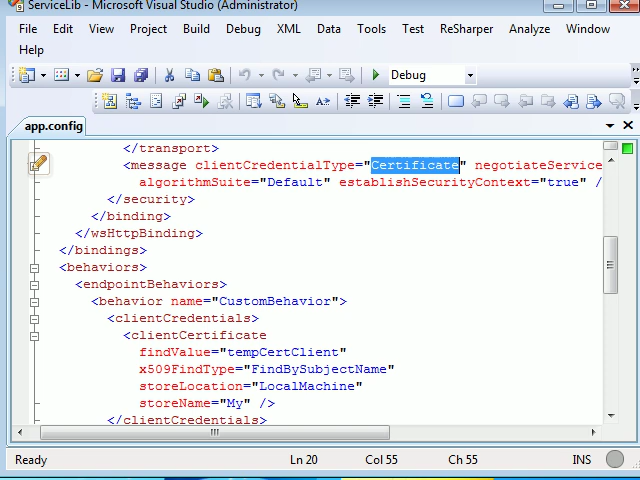 ServiceLib - Microsoft Visual Studio (Administrator)
File Edit View Project Build Debug XML Data Tools Test ReSharper Analyze Window
Help
Debug
app.config
</transport>
<message clientCredentialType="Certificate" negotiateService
algorithmSuite="Default" establishSecurityContext="true" /
</security>
</binding>
</wsHttpBinding>
</bindings>
<behaviors>
<endpointBehaviors>
<behavior name="CustomBehavior">
<clientCredentials>
<clientCertificate
findValue="tempCertClient"
x509FindType="FindBySubjectName"
storeLocation="LocalMachine"
storeName="My" />
</clientCredentials>
Ready Ln 20 Col 55 Ch 55 INS